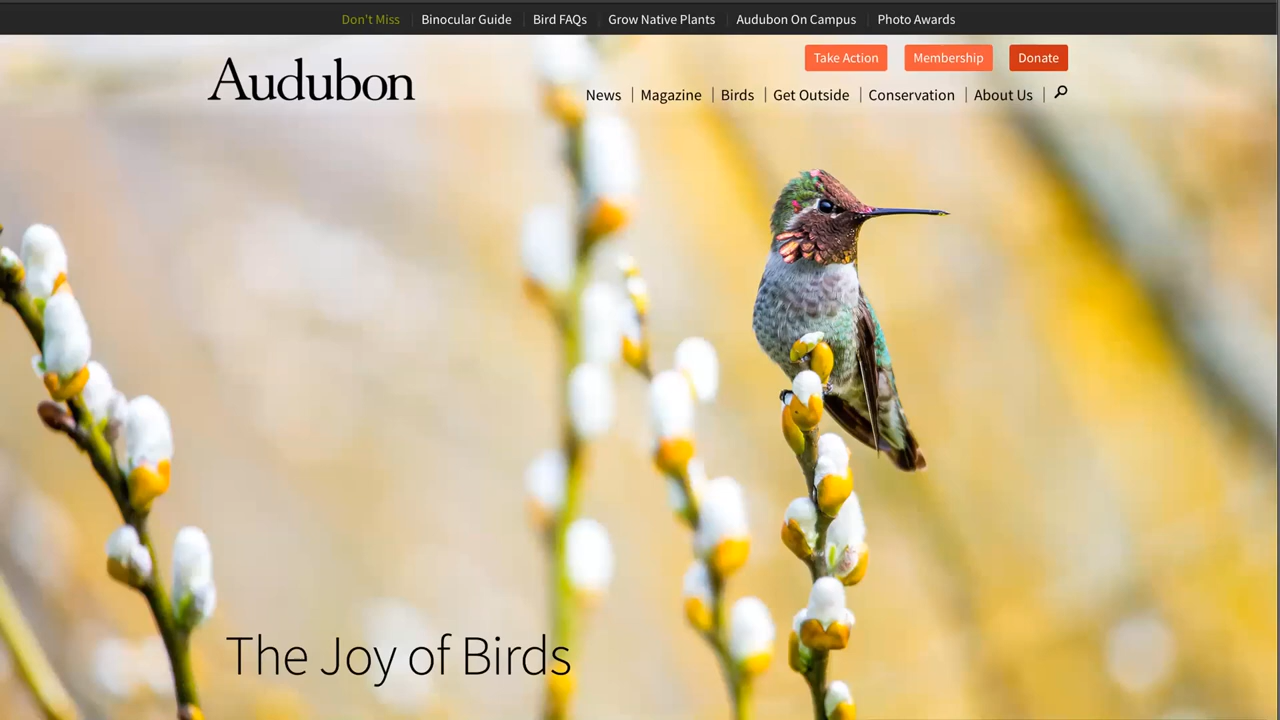 Don't Miss Binocular Guide Bird FAQs Grow Native Plants Audubon On Campus Photo Awards
Take Action Membership Donate
Audubon
News Magazine Birds Get Outside Conservation About Us
The Joy of Birds